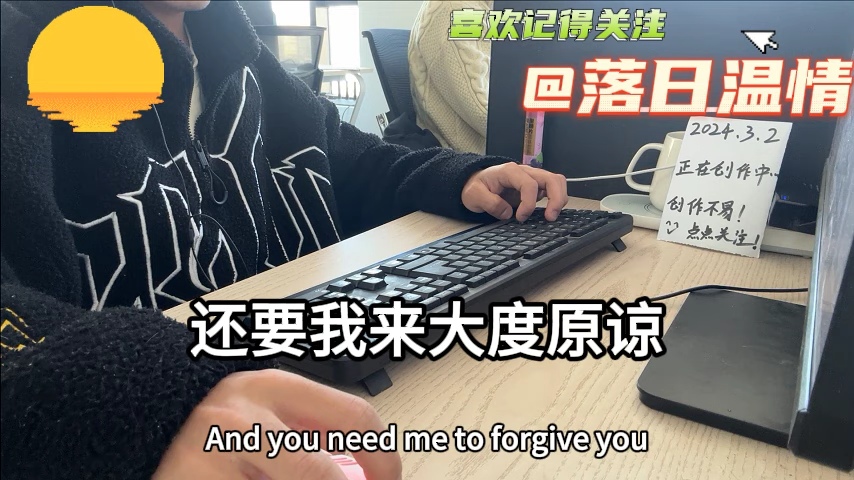 喜欢记得关注
@落日温情
2024.3.2
正在创作中...
创作不易!
点点关注!
还要我来大度原谅
And you need me to forgive you